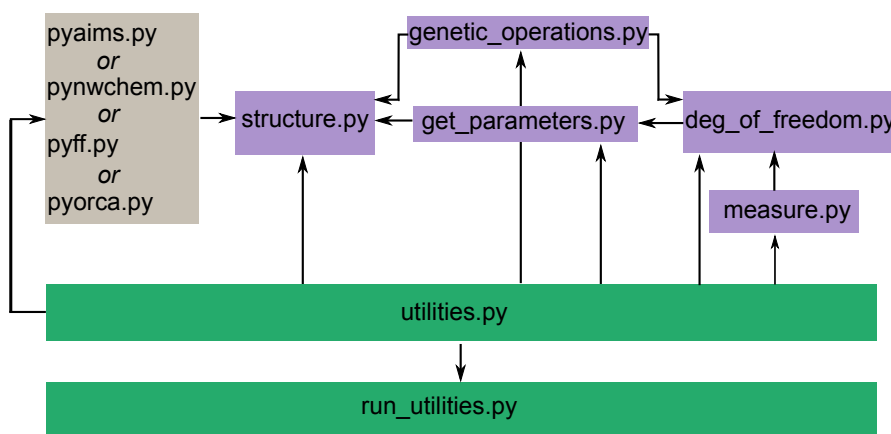 pyaims.py
or
pynwchem.py
or
pyff.py
or
pyorca.py
genetic_operations.py
structure.py
get_parameters.py
deg_of_freedom.py
measure.py
utilities.py
run_utilities.py